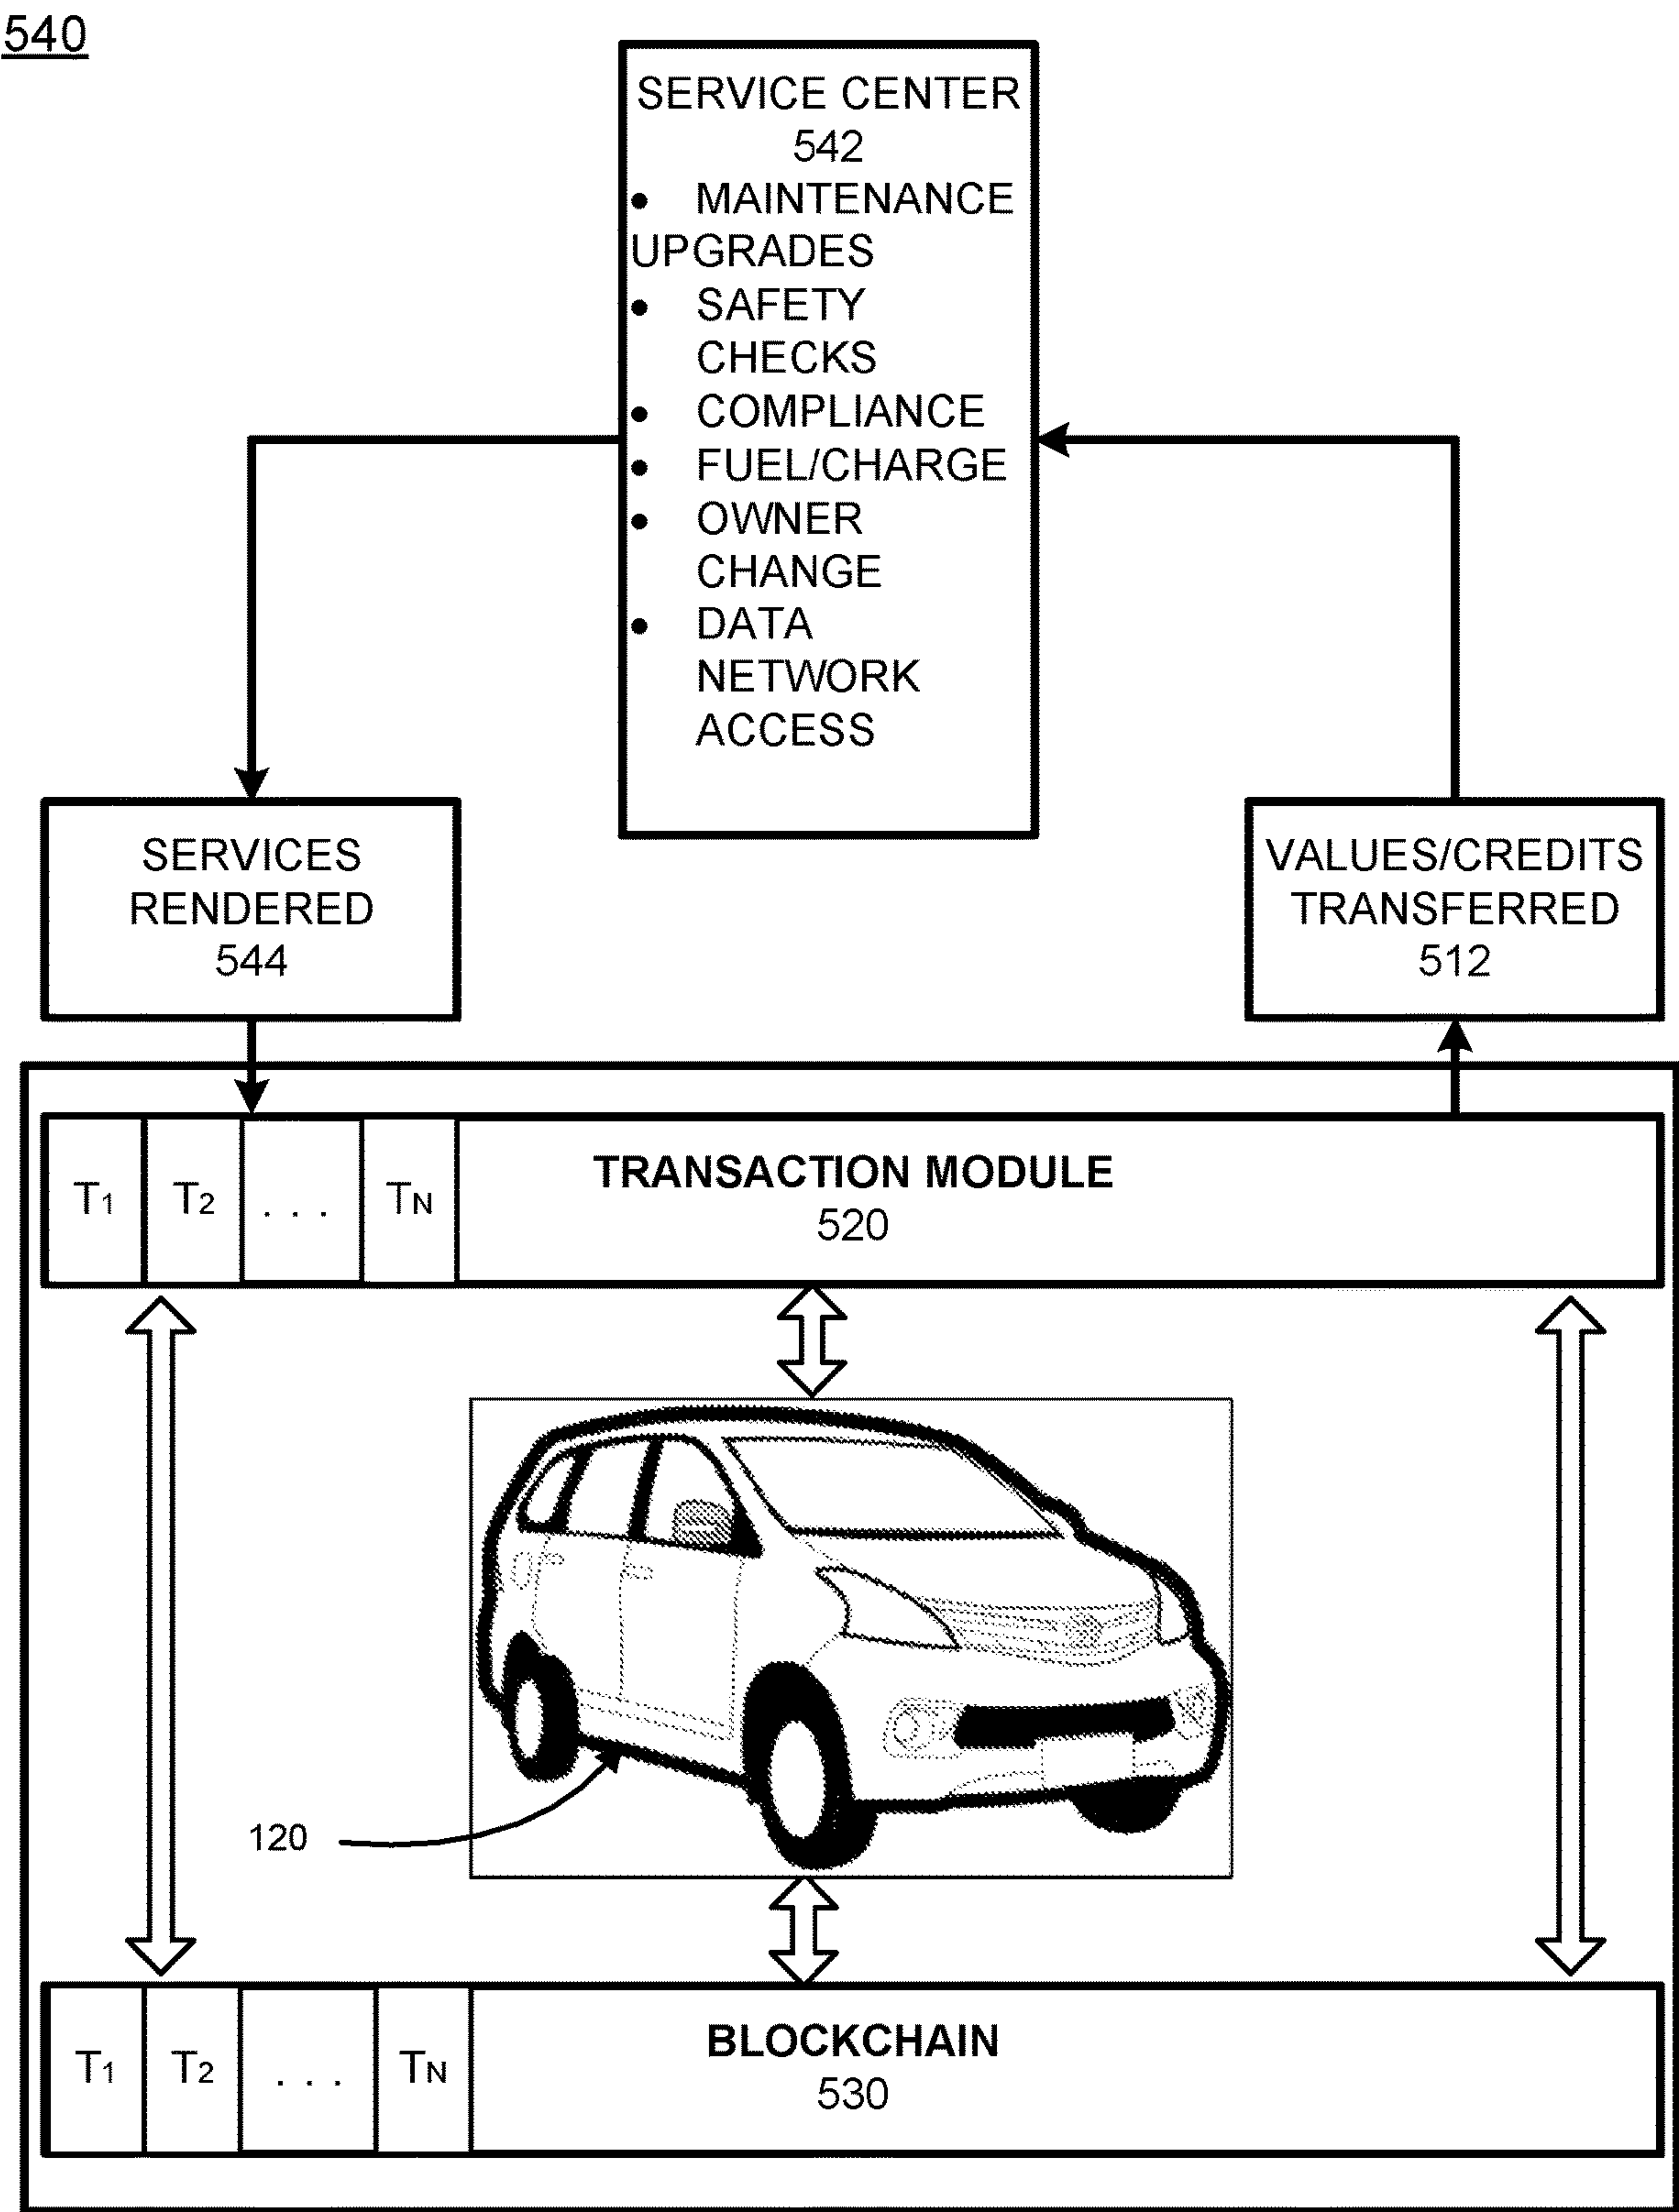 540
SERVICE CENTER
542
• MAINTENANCE
UPGRADES
• SAFETY
CHECKS
• COMPLIANCE
• FUEL/CHARGE
• OWNER
CHANGE
• DATA
NETWORK
ACCESS
SERVICES
RENDERED
544
VALUES/CREDITS
TRANSFERRED
512
T1 T2 . . . TN
TRANSACTION MODULE
520
120
T1 T2 . . . TN
BLOCKCHAIN
530